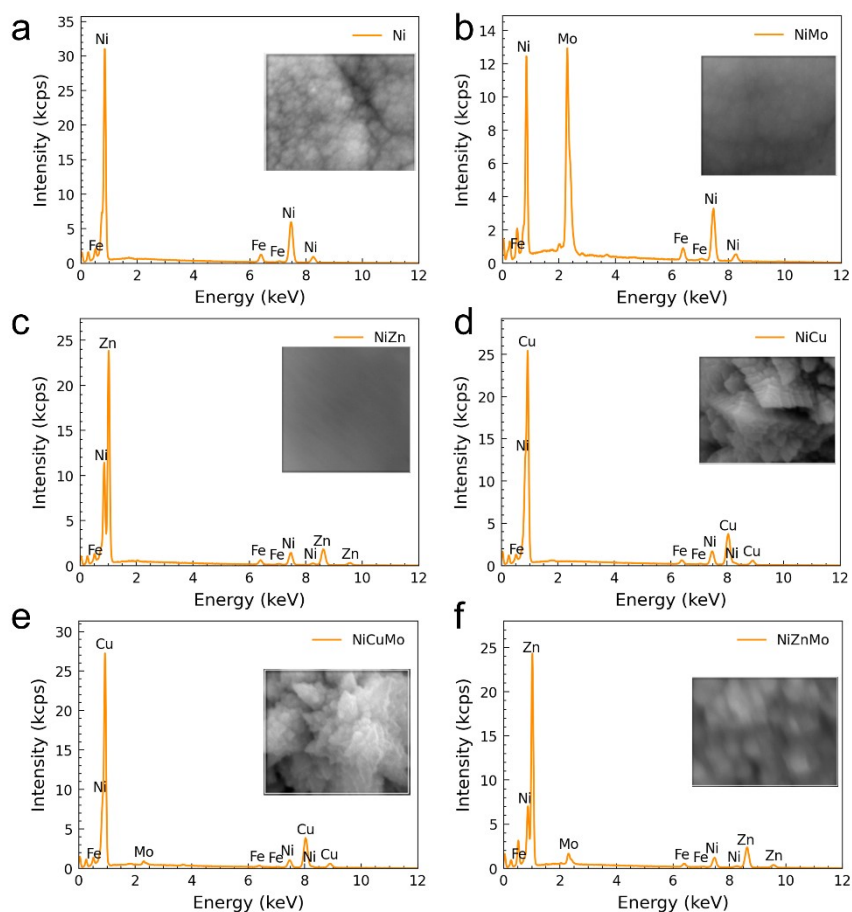 a
Ni
Intensity (kcps)
35
30
25
20
15
10
5
0
Ni
Fe
Fe
Fe
Ni
Ni
0 2 4 6 8 10 12
Energy (keV)
b
NiMo
Intensity (kcps)
14
12
10
8
6
4
2
0
Ni
Mo
Fe
Fe
Fe
Ni
Ni
0 2 4 6 8 10 12
Energy (keV)
c
NiZn
Intensity (kcps)
25
20
15
10
5
0
Zn
Ni
Fe
Fe
Fe
Ni
Ni
Zn
Zn
0 2 4 6 8 10 12
Energy (keV)
d
NiCu
Intensity (kcps)
25
20
15
10
5
0
Cu
Ni
Fe
Fe
Fe
Ni
Cu
Ni
Cu
0 2 4 6 8 10 12
Energy (keV)
e
NiCuMo
Intensity (kcps)
30
25
20
15
10
5
0
Cu
Ni
Fe
Mo
Fe
Fe
Ni
Cu
Ni
Cu
0 2 4 6 8 10 12
Energy (keV)
f
NiZnMo
Intensity (kcps)
25
20
15
10
5
0
Zn
Ni
Fe
Mo
Fe
Fe
Ni
Ni
Zn
Zn
0 2 4 6 8 10 12
Energy (keV)